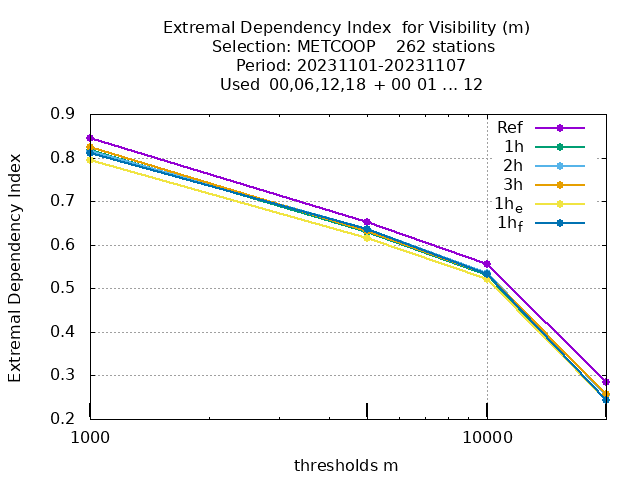 Extremal Dependency Index  for Visibility (m)
Selection: METCOOP    262 stations
Period: 20231101-20231107
Used  00,06,12,18  + 00 01 ... 12
Extremal Dependency Index
0.9
0.8
0.7
0.6
0.5
0.4
0.3
0.2
Ref
1h
2h
3h
1he
1hf
1000
10000
thresholds m